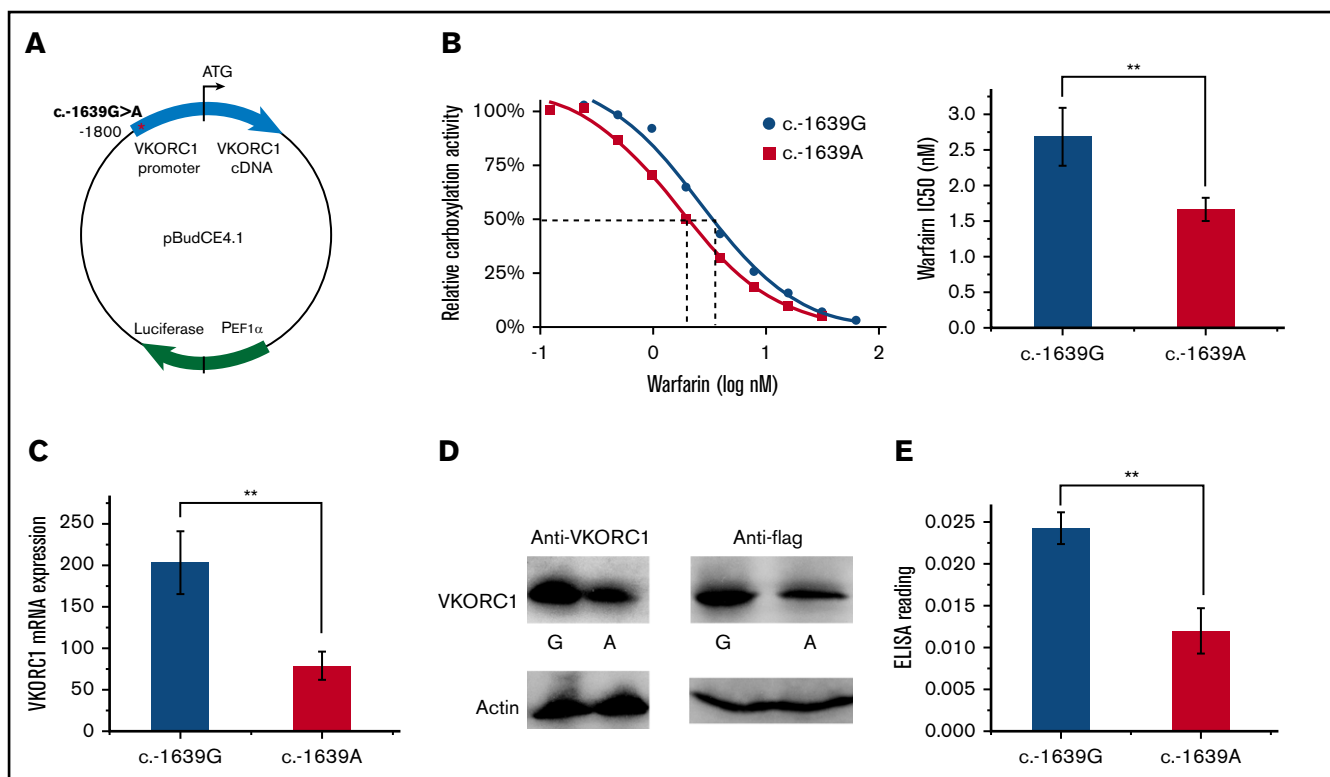 A
ATG
c.-1639G>A
-1800
VKORC1 promoter
VKORC1 cDNA
pBudCE4.1
Luciferase
PEF1α
B
Relative carboxylation activity
100%
75%
50%
25%
0%
-1 0 1 2
Warfarin (log nM)
c.-1639G
c.-1639A
**
Warfairn IC50 (nM)
3.0
2.5
2.0
1.5
1.0
0.5
0.0
c.-1639G c.-1639A
C
**
VKORC1 mRNA expression
250
200
150
100
50
0
c.-1639G c.-1639A
D
Anti-VKORC1 Anti-flag
VKORC1
G A G A
Actin
E
**
ELISA reading
0.025
0.020
0.015
0.010
0.005
0.000
c.-1639G c.-1639A